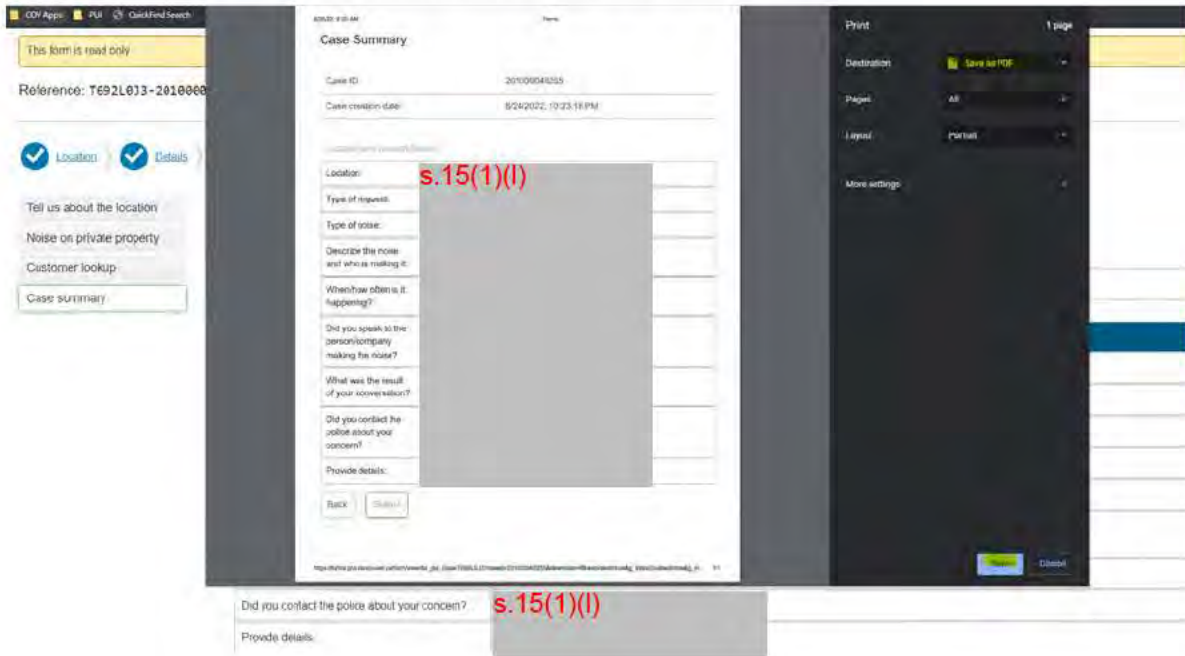 COV Apps PUI QuickFind Search
This form is read only
Reference: T692L0J3-2010000
Location Details
Tell us about the location
Noise on private property
Customer lookup
Case summary
Case Summary
Case ID:
Case creation date: 8/24/2022, 10:23:18 PM
Location: s.15(1)(l)
Type of request:
Type of noise:
Describe the noise
and who is making it:
When/how often is it
happening?
Did you speak to the
person/company
making the noise?
What was the result
of your conversation?
Did you contact the
police about your
concern?
Provide details:
Back Submit
Print 1 page
Destination Save as PDF
Pages All
Layout Portrait
More settings
Cancel
Did you contact the police about your concern? s.15(1)(l)
Provide details: